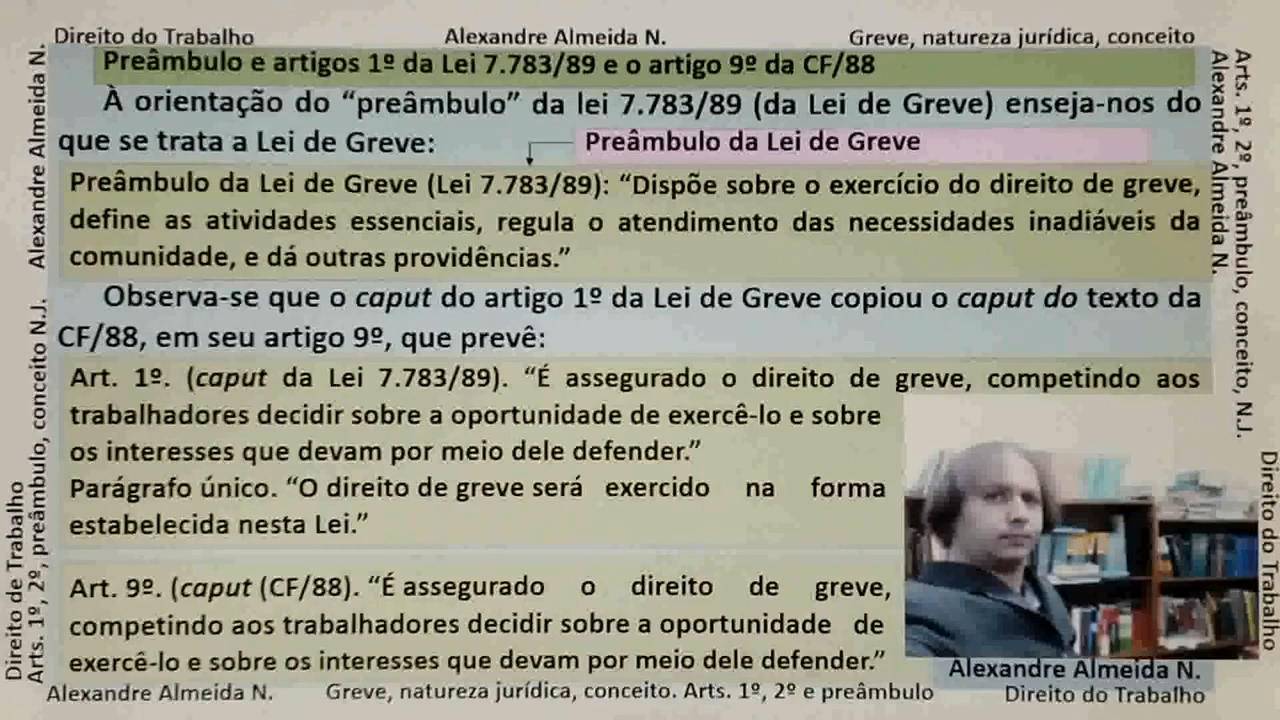 Direito do Trabalho Alexandre Almeida N. Greve, natureza jurídica, conceito
Preâmbulo e artigos 1º da Lei 7.783/89 e o artigo 9º da CF/88
À orientação do “preâmbulo” da lei 7.783/89 (da Lei de Greve) enseja-nos do
que se trata a Lei de Greve:
Preâmbulo da Lei de Greve
Preâmbulo da Lei de Greve (Lei 7.783/89): “Dispõe sobre o exercício do direito de greve,
define as atividades essenciais, regula o atendimento das necessidades inadiáveis da
comunidade, e dá outras providências.”
Observa-se que o caput do artigo 1º da Lei de Greve copiou o caput do texto da
CF/88, em seu artigo 9º, que prevê:
Art. 1º. (caput da Lei 7.783/89). “É assegurado o direito de greve, competindo aos
trabalhadores decidir sobre a oportunidade de exercê-lo e sobre
os interesses que devam por meio dele defender.”
Parágrafo único. “O direito de greve será exercido na forma
estabelecida nesta Lei.”
Art. 9º. (caput (CF/88). “É assegurado o direito de greve,
competindo aos trabalhadores decidir sobre a oportunidade de
exercê-lo e sobre os interesses que devam por meio dele defender.”
Alexandre Almeida N.
Alexandre Almeida N. Greve, natureza jurídica, conceito. Arts. 1º, 2º e preâmbulo Direito do Trabalho
Direito de Trabalho
Arts. 1º, 2º, preâmbulo, conceito N.J. Alexandre Almeida N.
Arts. 1º, 2º, preâmbulo, conceito, N.J.
Alexandre Almeida N.
Direito do Trabalho